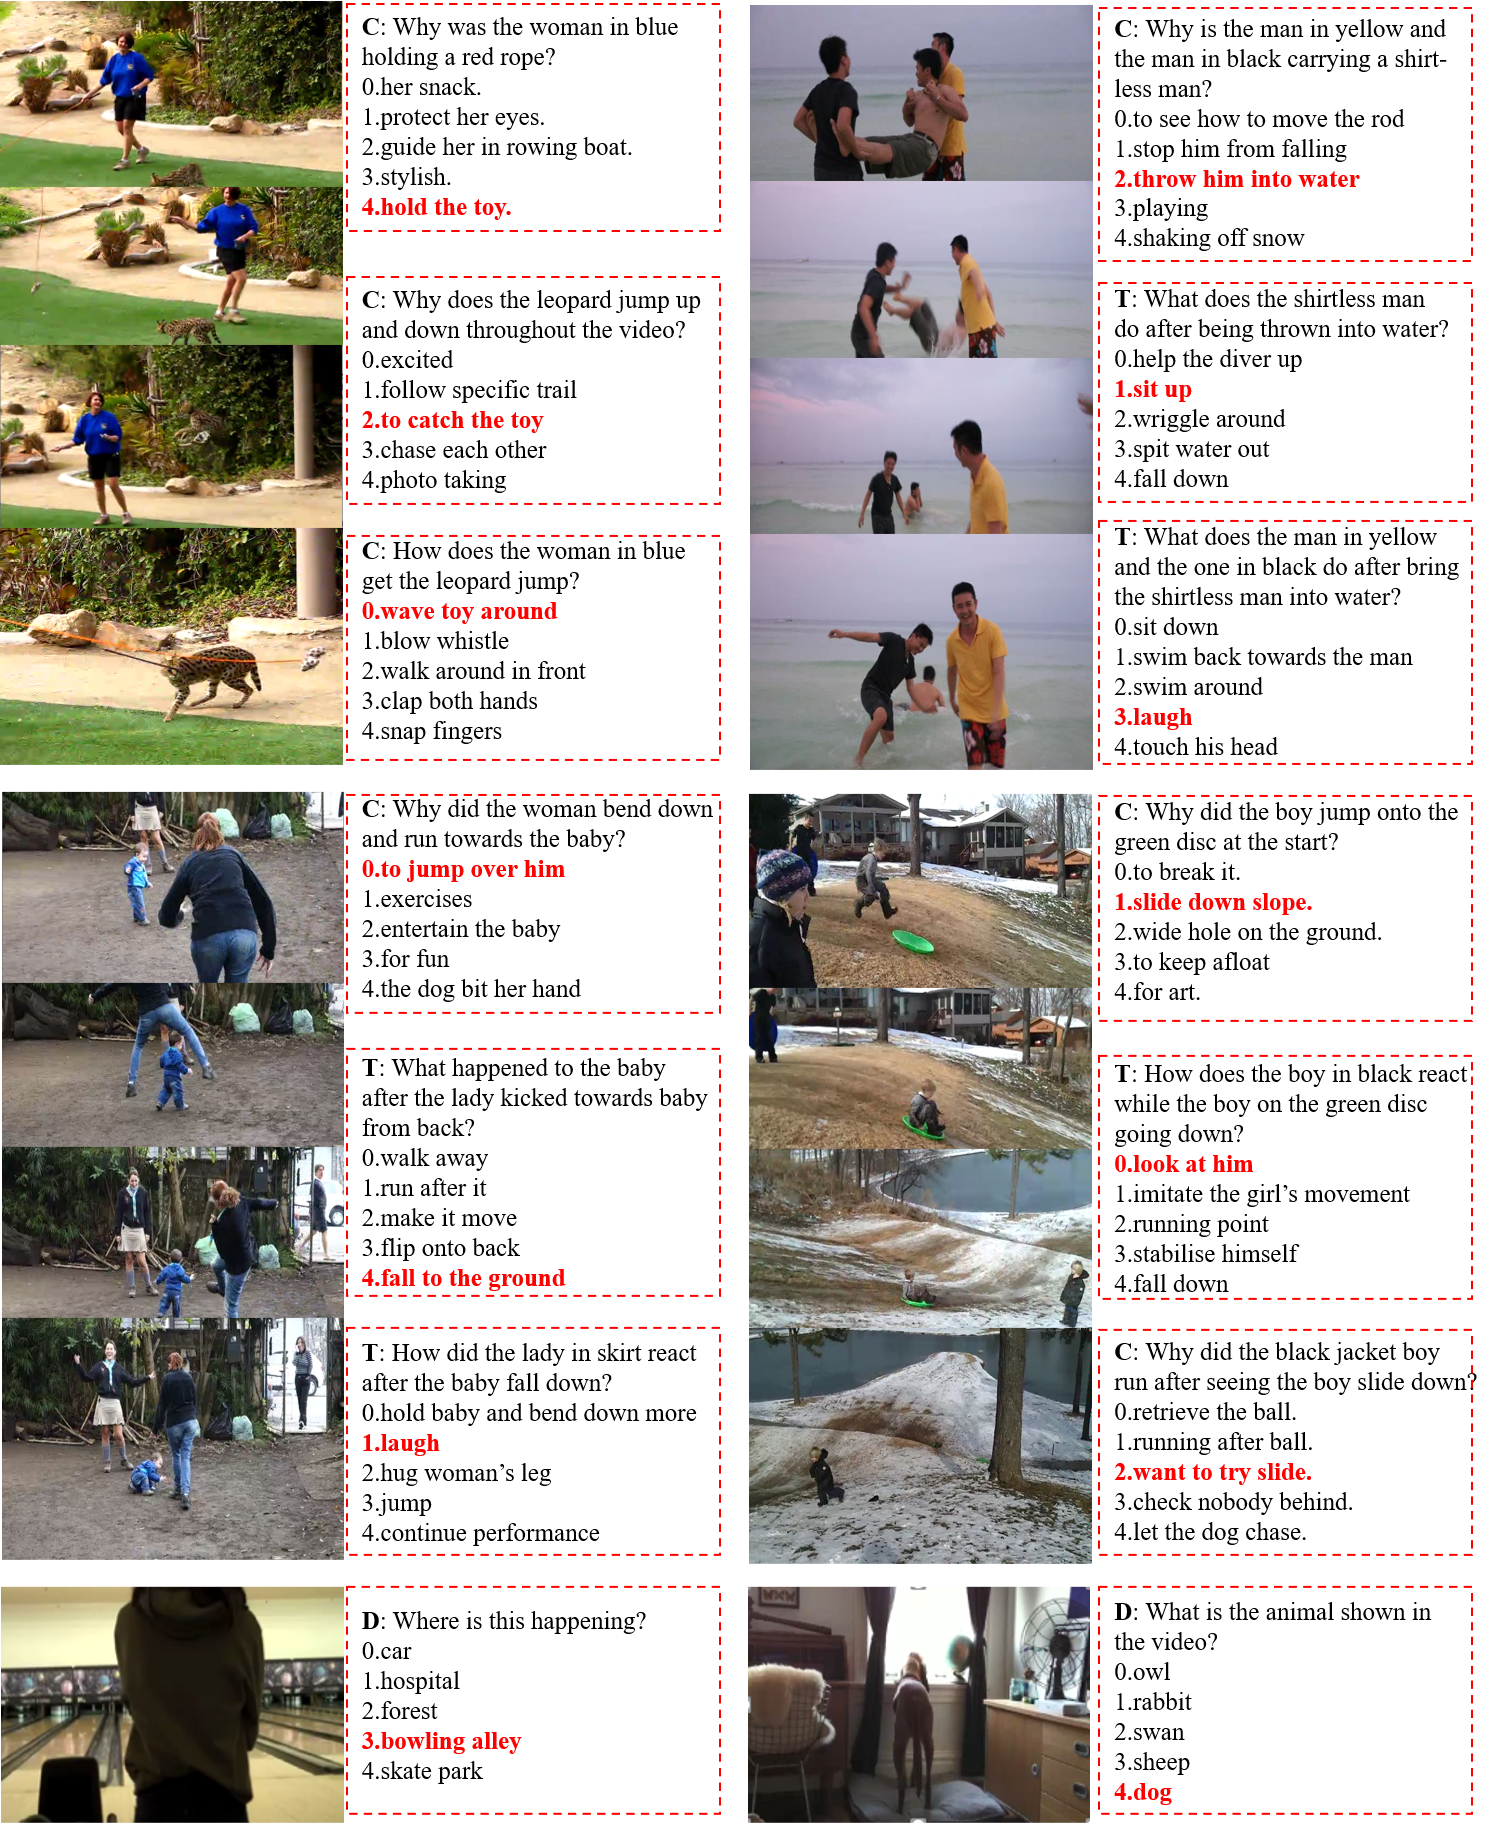 C: Why was the woman in blue
holding a red rope?
0.her snack.
1.protect her eyes.
2.guide her in rowing boat.
3.stylish.
4.hold the toy.
C: Why does the leopard jump up
and down throughout the video?
0.excited
1.follow specific trail
2.to catch the toy
3.chase each other
4.photo taking
C: How does the woman in blue
get the leopard jump?
0.wave toy around
1.blow whistle
2.walk around in front
3.clap both hands
4.snap fingers
C: Why is the man in yellow and
the man in black carrying a shirt-
less man?
0.to see how to move the rod
1.stop him from falling
2.throw him into water
3.playing
4.shaking off snow
T: What does the shirtless man
do after being thrown into water?
0.help the diver up
1.sit up
2.wriggle around
3.spit water out
4.fall down
T: What does the man in yellow
and the one in black do after bring
the shirtless man into water?
0.sit down
1.swim back towards the man
2.swim around
3.laugh
4.touch his head
C: Why did the woman bend down
and run towards the baby?
0.to jump over him
1.exercises
2.entertain the baby
3.for fun
4.the dog bit her hand
T: What happened to the baby
after the lady kicked towards baby
from back?
0.walk away
1.run after it
2.make it move
3.flip onto back
4.fall to the ground
T: How did the lady in skirt react
after the baby fall down?
0.hold baby and bend down more
1.laugh
2.hug woman's leg
3.jump
4.continue performance
C: Why did the boy jump onto the
green disc at the start?
0.to break it.
1.slide down slope.
2.wide hole on the ground.
3.to keep afloat
4.for art.
T: How does the boy in black react
while the boy on the green disc
going down?
0.look at him
1.imitate the girl's movement
2.running point
3.stabilise himself
4.fall down
C: Why did the black jacket boy
run after seeing the boy slide down?
0.retrieve the ball.
1.running after ball.
2.want to try slide.
3.check nobody behind.
4.let the dog chase.
D: Where is this happening?
0.car
1.hospital
2.forest
3.bowling alley
4.skate park
D: What is the animal shown in
the video?
0.owl
1.rabbit
2.swan
3.sheep
4.dog